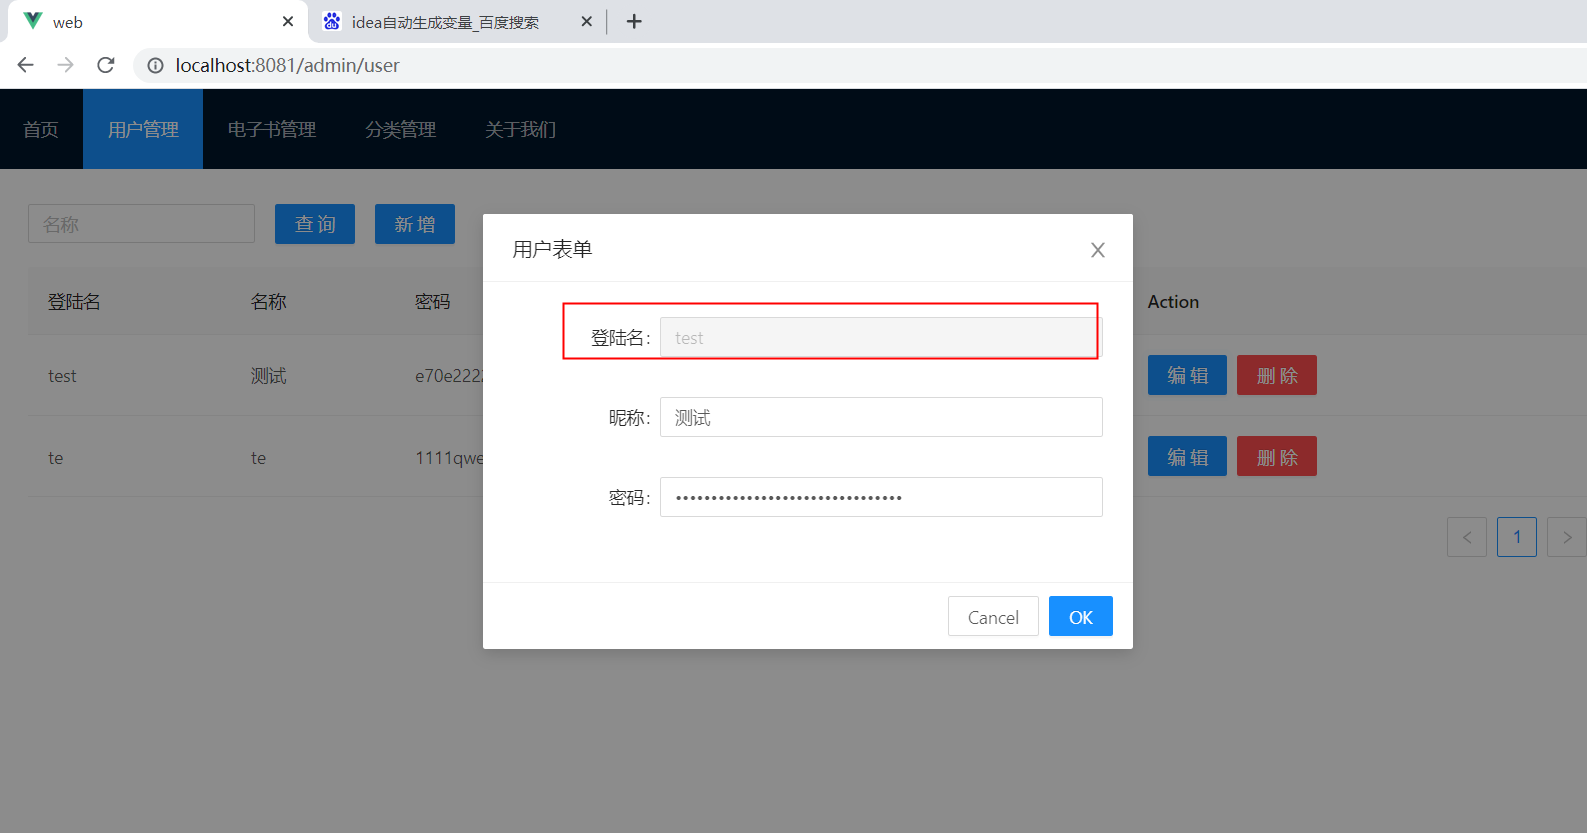 web
idea自动生成变量_百度搜索
localhost:8081/admin/user
首页 用户管理 电子书管理 分类管理 关于我们
名称 查询 新增
用户表单
登陆名 名称 密码 Action
登陆名: test
test 测试 e70e2222 编辑 删除
昵称: 测试
te te 1111qwe 编辑 删除
密码: ••••••••••••••••••••••••••••••••
1
Cancel OK